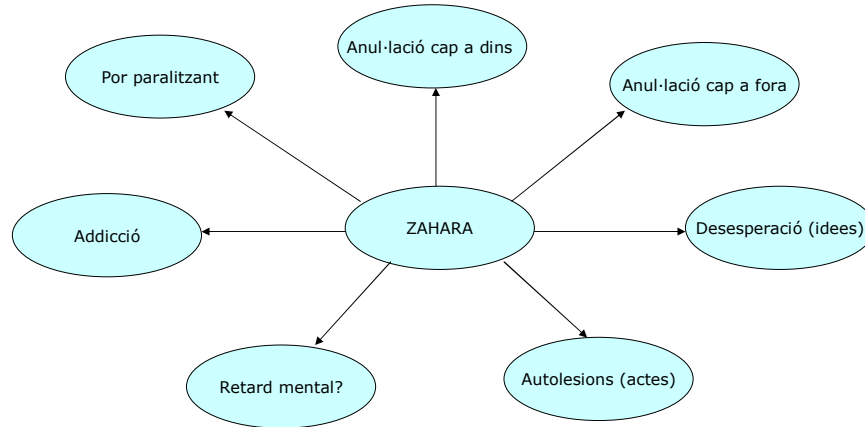 Anul·lació cap a dins
Por paralitzant
Anul·lació cap a fora
Addicció
ZAHARA
Desesperació (idees)
Retard mental?
Autolesions (actes)